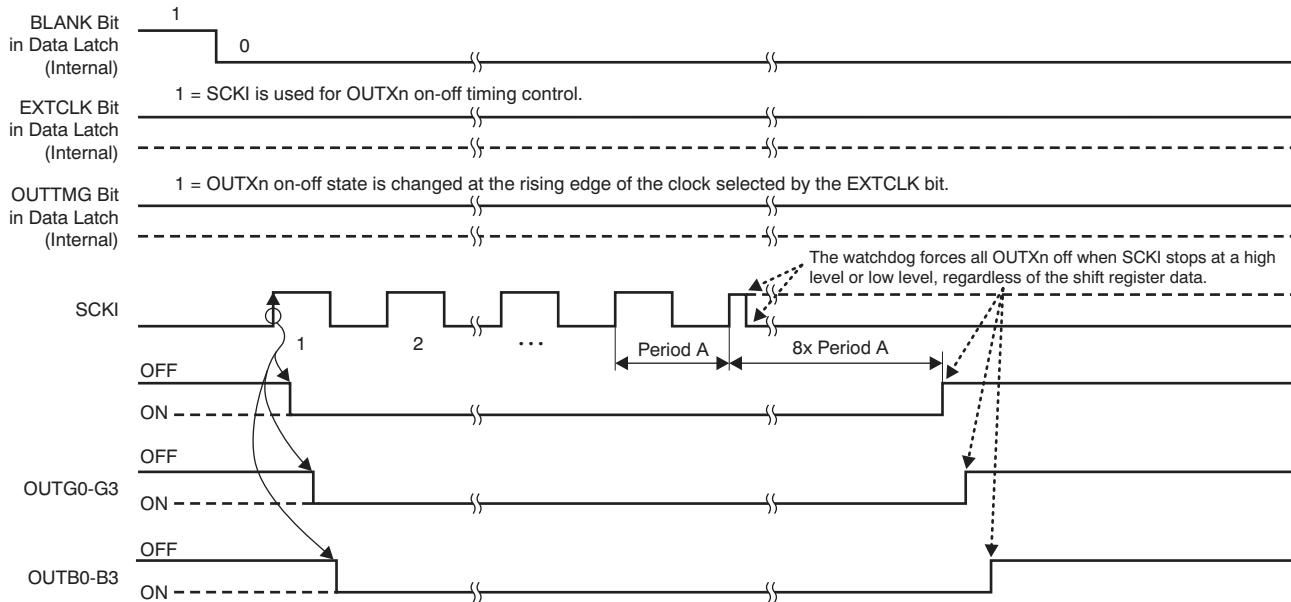 BLANK Bit
in Data Latch
(Internal)
1
0
EXTCLK Bit
in Data Latch
(Internal)
1 = SCKI is used for OUTXn on-off timing control.
OUTTMG Bit
in Data Latch
(Internal)
1 = OUTXn on-off state is changed at the rising edge of the clock selected by the EXTCLK bit.
The watchdog forces all OUTXn off when SCKI stops at a high
level or low level, regardless of the shift register data.
SCKI
1
2
...
Period A
8x Period A
OFF
ON
OFF
OUTG0-G3
ON
OFF
OUTB0-B3
ON